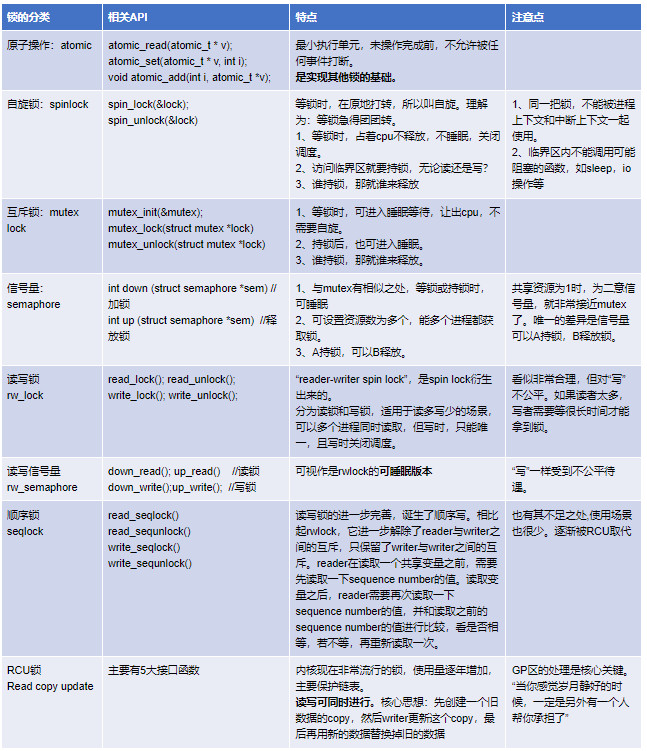 锁的分类 相关API 特点 注意点
原子操作：atomic
atomic_read(atomic_t * v);
atomic_set(atomic_t * v, int i);
void atomic_add(int i, atomic_t *v);
最小执行单元，未操作完成前，不允许被任
何事件打断。
是实现其他锁的基础。
自旋锁：spinlock
spin_lock(&lock);
spin_unlock(&lock)
等锁时，在原地打转，所以叫自旋。理解
为：等锁急得团团转。
1、等锁时，占着cpu不释放，不睡眠，关闭
调度。
2、访问临界区就要持锁，无论读还是写?
3、谁持锁，那就谁来释放
1、同一把锁，不能被进程
上下文和中断上下文一起
使用。
2、临界区内不能调用可能
阻塞的函数，如sleep，io
操作等
互斥锁：mutex
lock
mutex_init(&mutex);
mutex_lock(struct mutex *lock)
mutex_unlock(struct mutex *lock)
1、等锁时，可进入睡眠等待，让出cpu，不
需要自旋。
2、持锁后，也可进入睡眠。
3、谁持锁，那就谁来释放。
信号量：
semaphore
int down (struct semaphore *sem) //
加锁
int up (struct semaphore *sem)  //释
放锁
1、与mutex有相似之处，等锁或持锁时，
可睡眠
2、可设置资源数为多个，能多个进程都获
取锁。
3、A持锁，可以B释放。
共享资源为1时，为二意信
号量，就非常接近mutex
了。唯一的差异是信号量
可以A持锁，B释放锁。
读写锁
rw_lock
read_lock(); read_unlock();
write_lock(); write_unlock();
“reader-writer spin lock”，是spin lock衍生
出来的。
分为读锁和写锁，适用于读多写少的场景，
可以多个进程同时读取，但写时，只能唯
一，且写时关闭调度。
看似非常合理，但对“写”
不公平。如果读者太多，
写者需要等很长时间才能
拿到锁。
读写信号量
rw_semaphore
down_read(); up_read()    //读锁
down_write();up_write();  //写锁
可视作是rwlock的可睡眠版本
“写”一样受到不公平待
遇。
顺序锁
seqlock
read_seqlock()
read_sequnlock()
write_seqlock()
write_sequnlock()
读写锁的进一步完善，诞生了顺序写。相比
起rwlock，它进一步解除了reader与writer之
间的互斥，只保留了writer与writer之间的互
斥。reader在读取一个共享变量之前，需要
先读取一下sequence number的值。读取变
量之后，reader需要再次读取一下
sequence number的值，并和读取之前的
sequence number的值进行比较，看是否相
等，若不等，再重新读取一次。
也有其不足之处,使用场景
也很少。逐渐被RCU取代
RCU锁
Read copy update
主要有5大接口函数
内核现在非常流行的锁，使用量逐年增加，
主要保护链表。
读写可同时进行。核心思想：先创建一个旧
数据的copy，然后writer更新这个copy，最
后再用新的数据替换掉旧的数据
GP区的处理是核心关键。
“当你感觉岁月静好的时
候，一定是另外有一个人
帮你承担了”